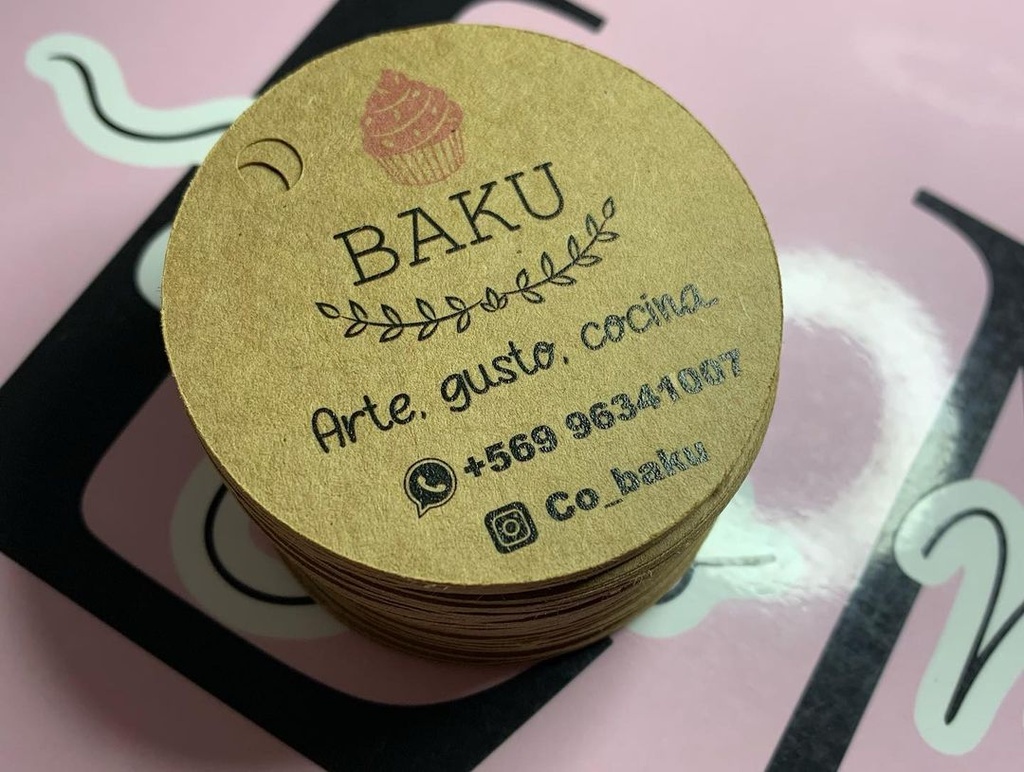 BAKU
Arte, gusto, cocina.
+569 96341007
Co_baku